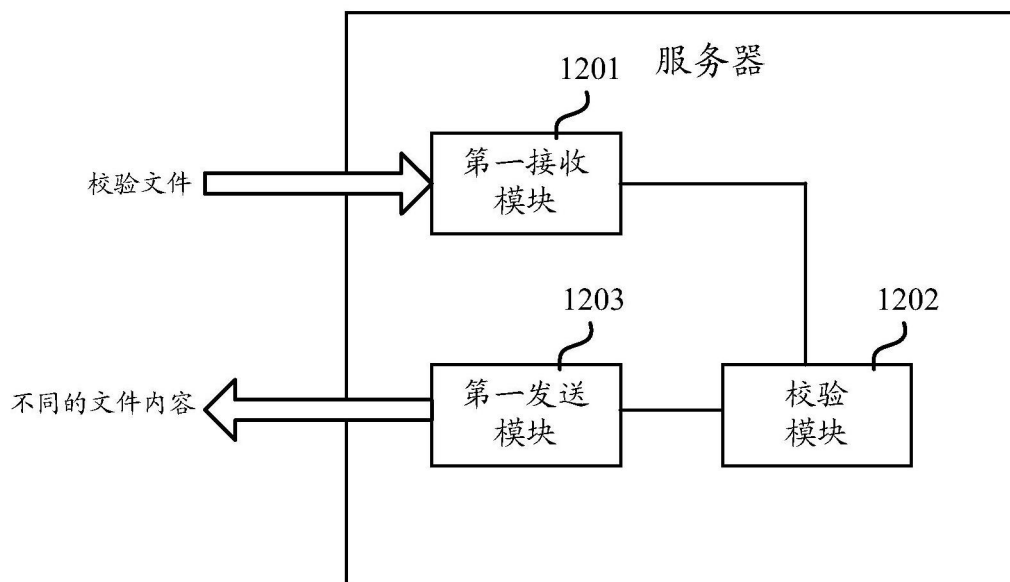 服务器
1201
第一接收
模块
校验文件
1203
1202
第一发送
模块
校验
模块
不同的文件内容